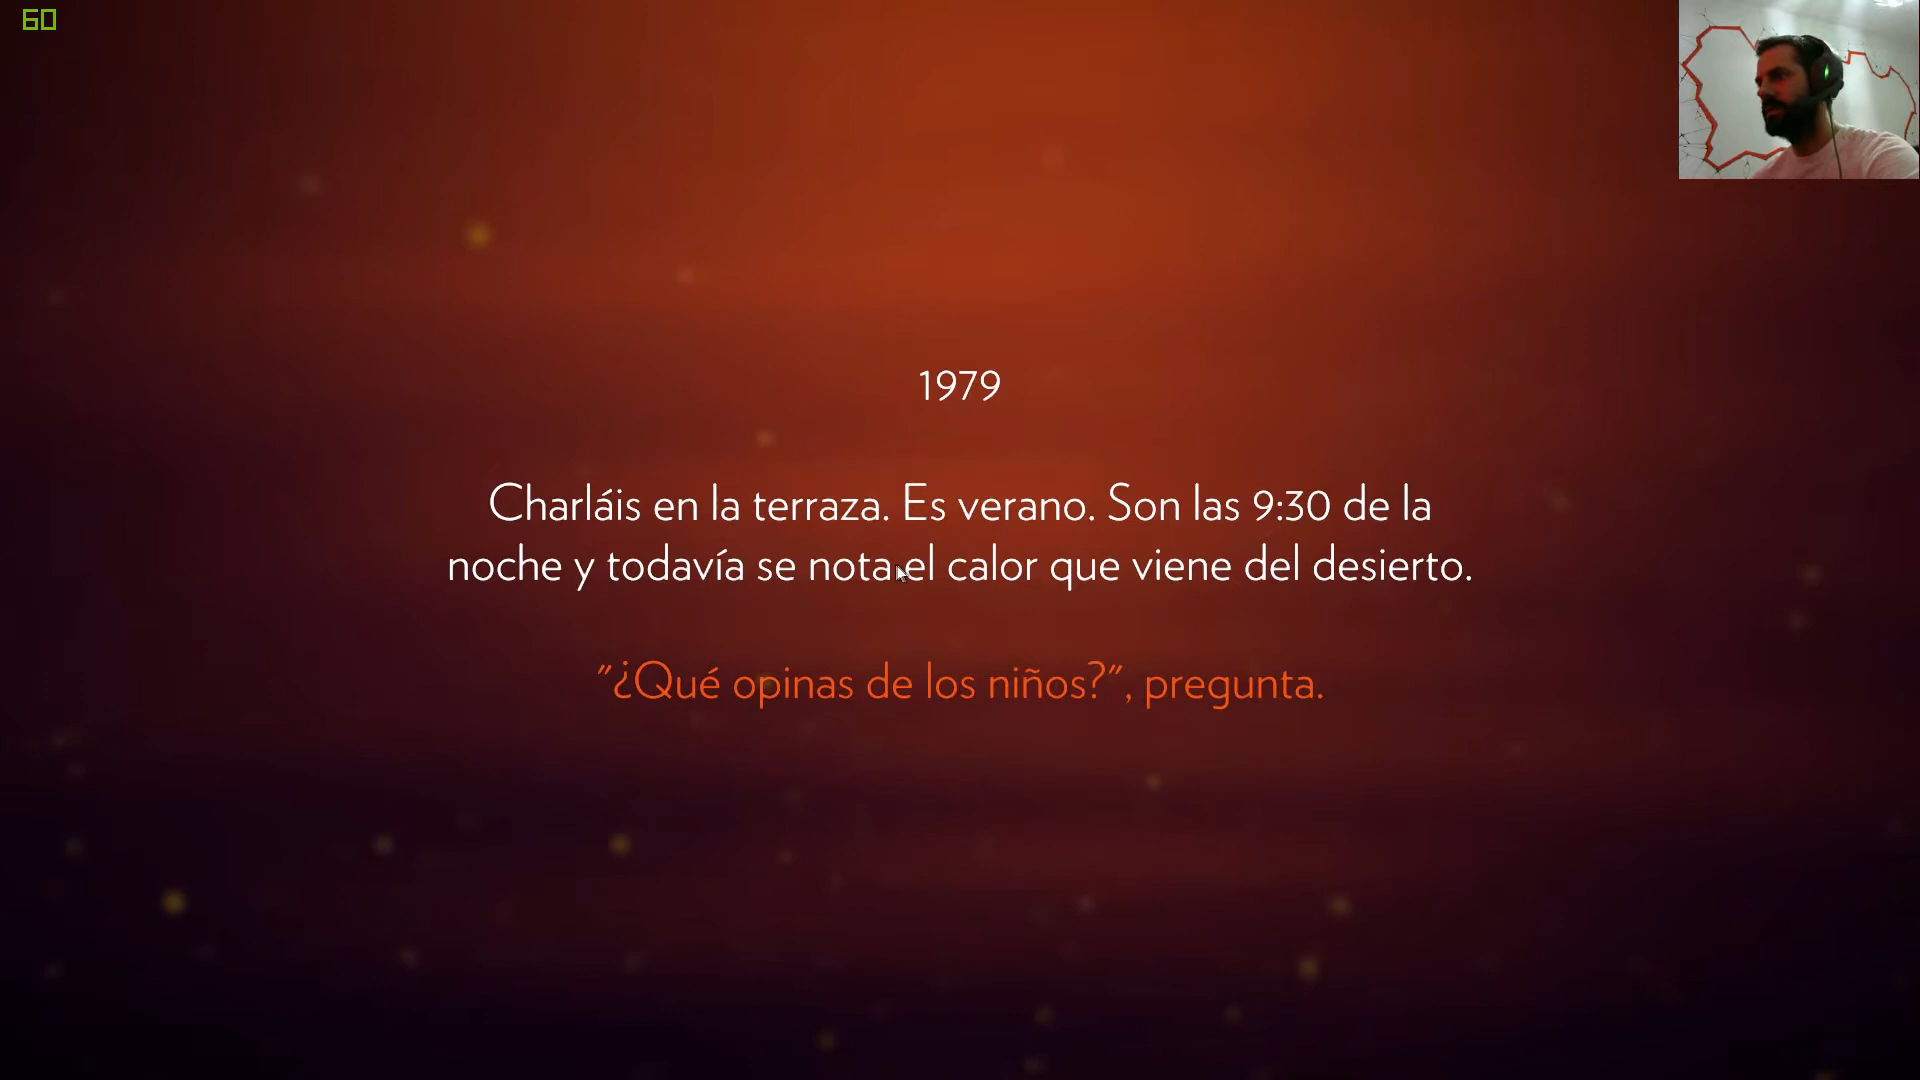 60
1979
Charláis en la terraza. Es verano. Son las 9:30 de la
noche y todavía se nota el calor que viene del desierto.
"¿Qué opinas de los niños?", pregunta.